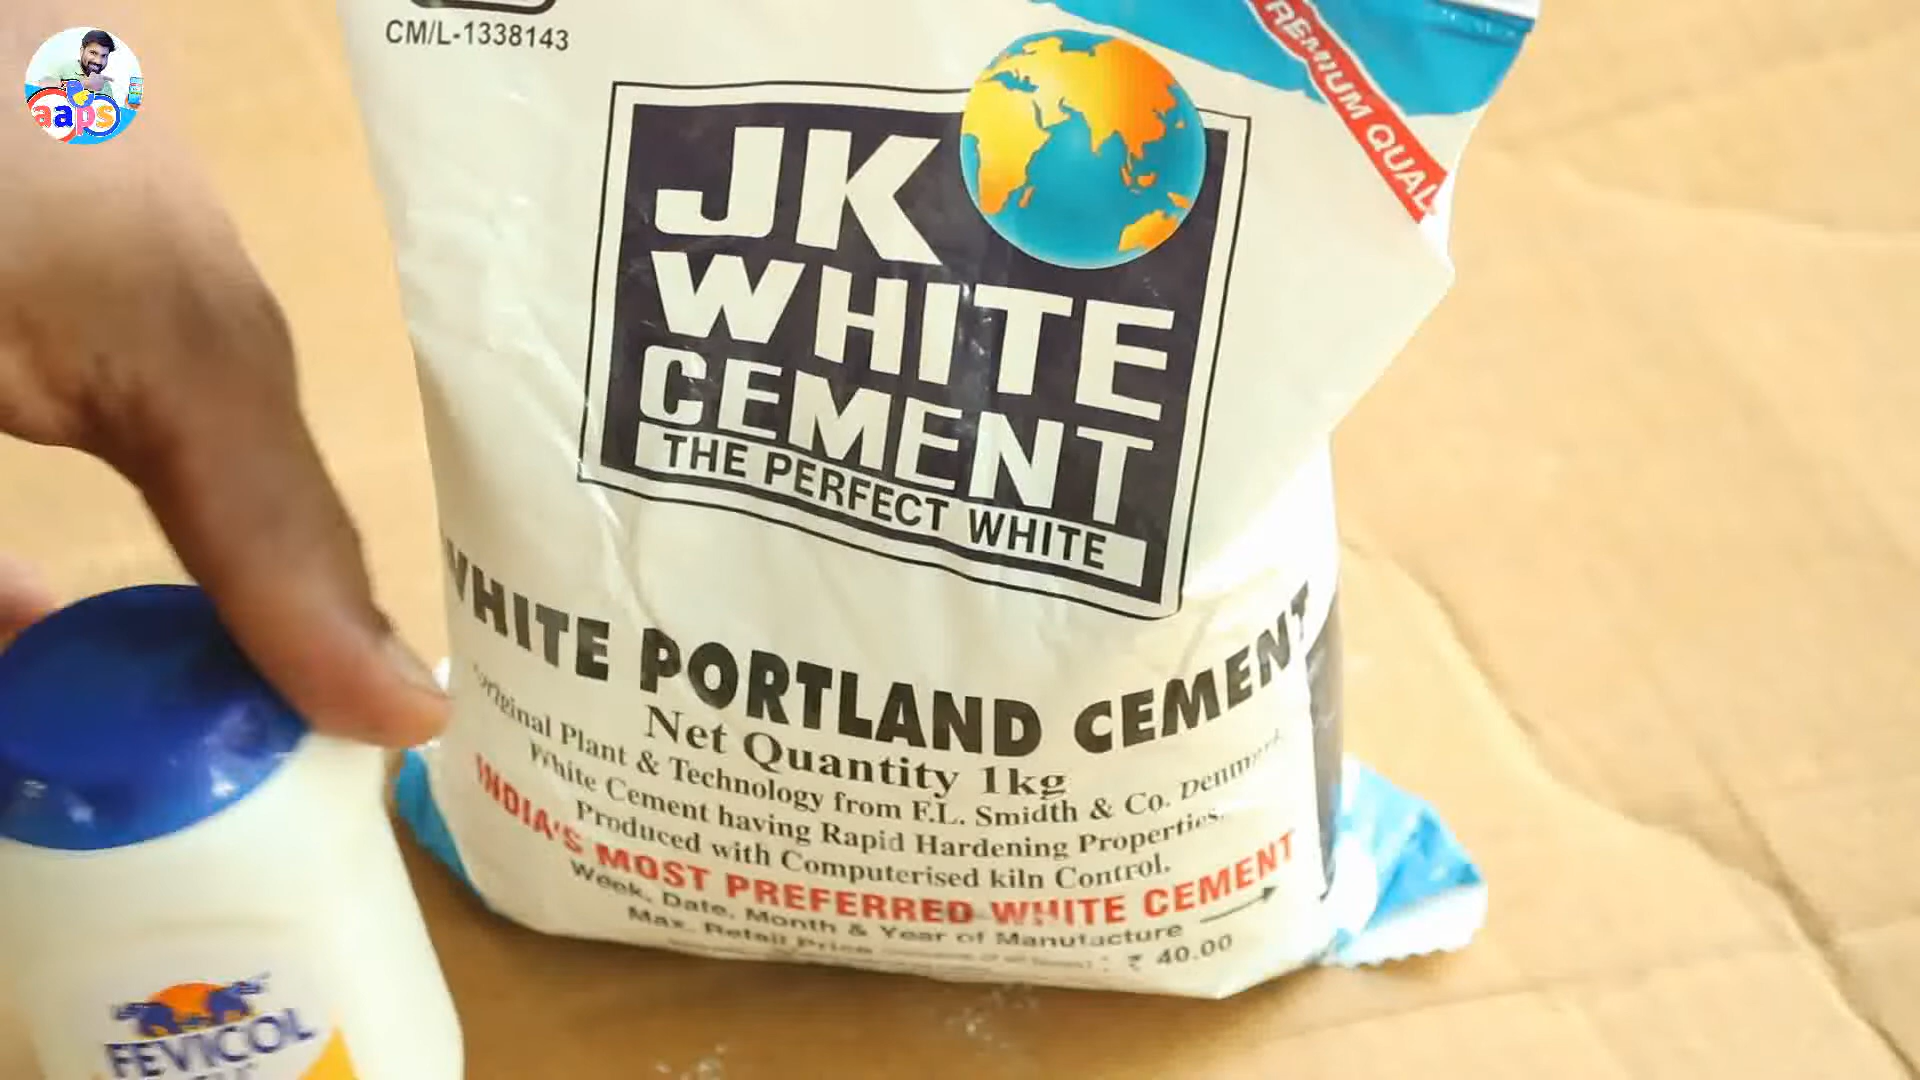 CM/L-1338143
aaps
REMIUM QUAL
JK
WHITE
CEMENT
THE PERFECT WHITE
WHITE PORTLAND CEMENT
Net Quantity 1kg
Original Plant & Technology from F.L. Smidth & Co. Denmark
White Cement having Rapid Hardening Properties.
Produced with Computerised kiln Control.
INDIA'S MOST PREFERRED WHITE CEMENT
Week, Date, Month & Year of Manufacture
Max. Retail Price : ₹ 40.00
FEVICOL